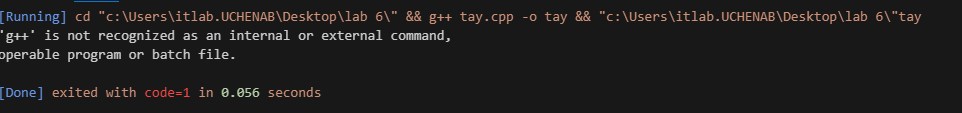 [Running] cd "c:\Users\itlab.UCHENAB\Desktop\lab 6\" && g++ tay.cpp -o tay && "c:\Users\itlab.UCHENAB\Desktop\lab 6\"tay
'g++' is not recognized as an internal or external command,
operable program or batch file.
[Done] exited with code=1 in 0.056 seconds